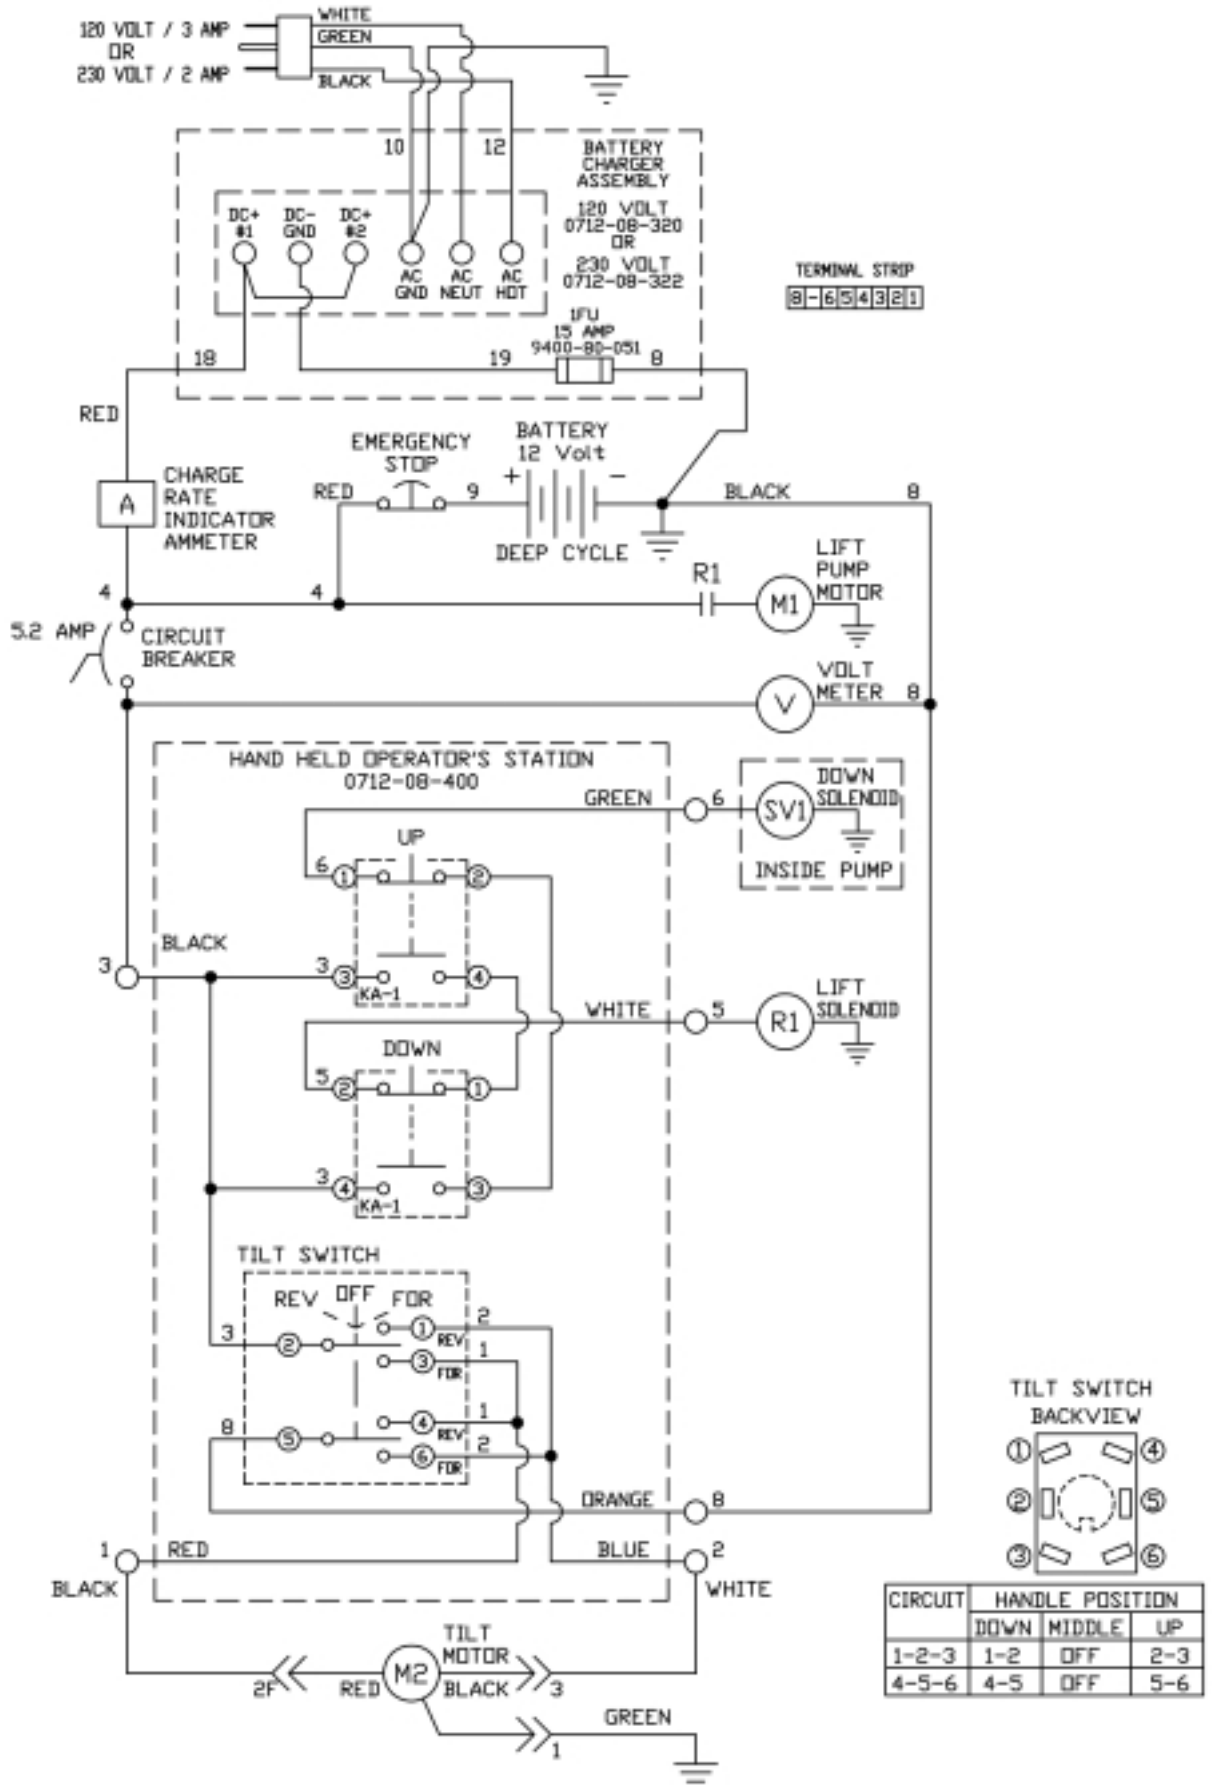 WHITE
120 VOLT / 3 AMP
GREEN
OR
230 VOLT / 2 AMP
BLACK
10
12
BATTERY
CHARGER
ASSEMBLY
120 VOLT
0712-08-320
OR
230 VOLT
0712-08-322
DC+
#1
DC-
GND
DC+
#2
AC
GND
AC
NEUT
AC
HOT
TERMINAL STRIP
8-654321
1FU
15 AMP
9400-80-051
18
19
8
RED
EMERGENCY
STOP
BATTERY
12 Volt
+
-
RED
9
BLACK
8
DEEP CYCLE
A
CHARGE
RATE
INDICATOR
AMMETER
4
4
R1
M1
LIFT
PUMP
MOTOR
5.2 AMP
CIRCUIT
BREAKER
V
VOLT
METER
8
HAND HELD OPERATOR'S STATION
0712-08-400
GREEN
6
SV1
DOWN
SOLENOID
INSIDE PUMP
UP
6
1
2
BLACK
3
3
3
4
KA-1
WHITE
5
R1
LIFT
SOLENOID
DOWN
5
2
1
3
4
3
KA-1
TILT SWITCH
REV
OFF
FOR
3
2
1
REV
2
3
FOR
1
8
5
4
REV
1
6
FOR
2
ORANGE
8
1
RED
BLUE
2
BLACK
WHITE
TILT
MOTOR
2F
RED
M2
BLACK
3
GREEN
1
TILT SWITCH
BACKVIEW
1
4
2
5
3
6
CIRCUIT
HANDLE POSITION
DOWN
MIDDLE
UP
1-2-3
1-2
OFF
2-3
4-5-6
4-5
OFF
5-6